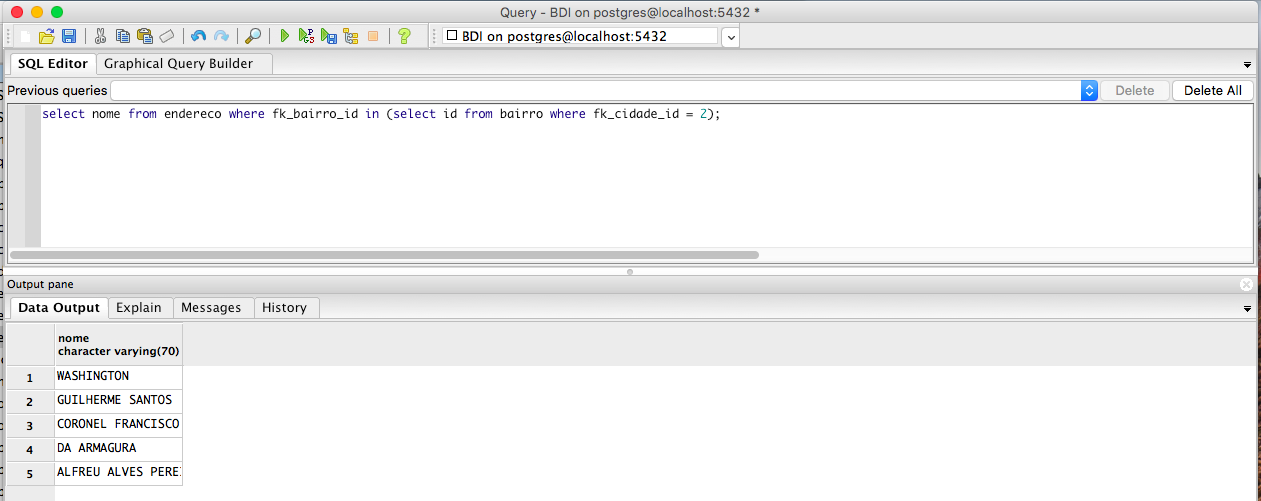 Query - BDI on postgres@localhost:5432 *
BDI on postgres@localhost:5432
SQL Editor Graphical Query Builder
Previous queries Delete Delete All
select nome from endereco where fk_bairro_id in (select id from bairro where fk_cidade_id = 2);
Output pane
Data Output Explain Messages History
nome
character varying(70)
1 WASHINGTON
2 GUILHERME SANTOS
3 CORONEL FRANCISCO
4 DA ARMAGURA
5 ALFREU ALVES PERE